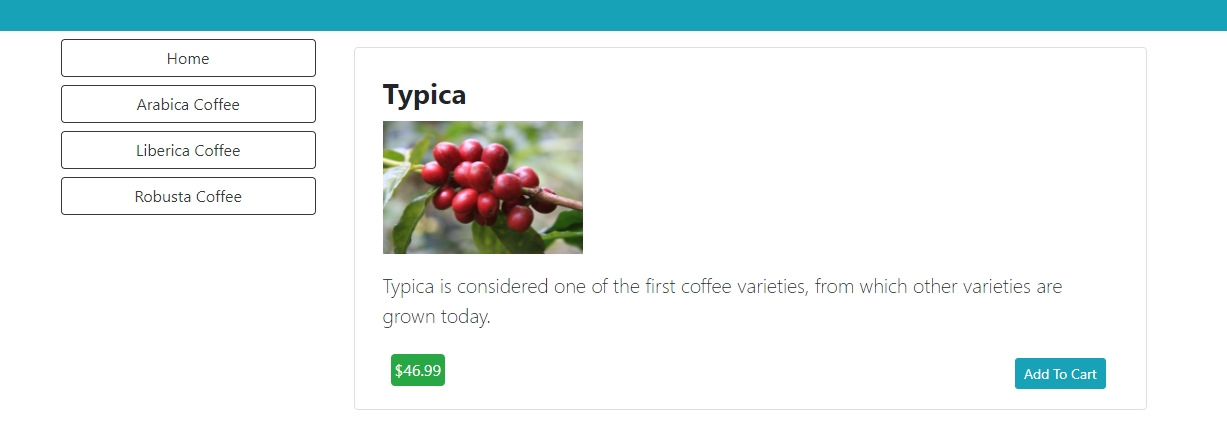 Home
Arabica Coffee
Liberica Coffee
Robusta Coffee
Typica
Typica is considered one of the first coffee varieties, from which other varieties are
grown today.
$46.99
Add To Cart